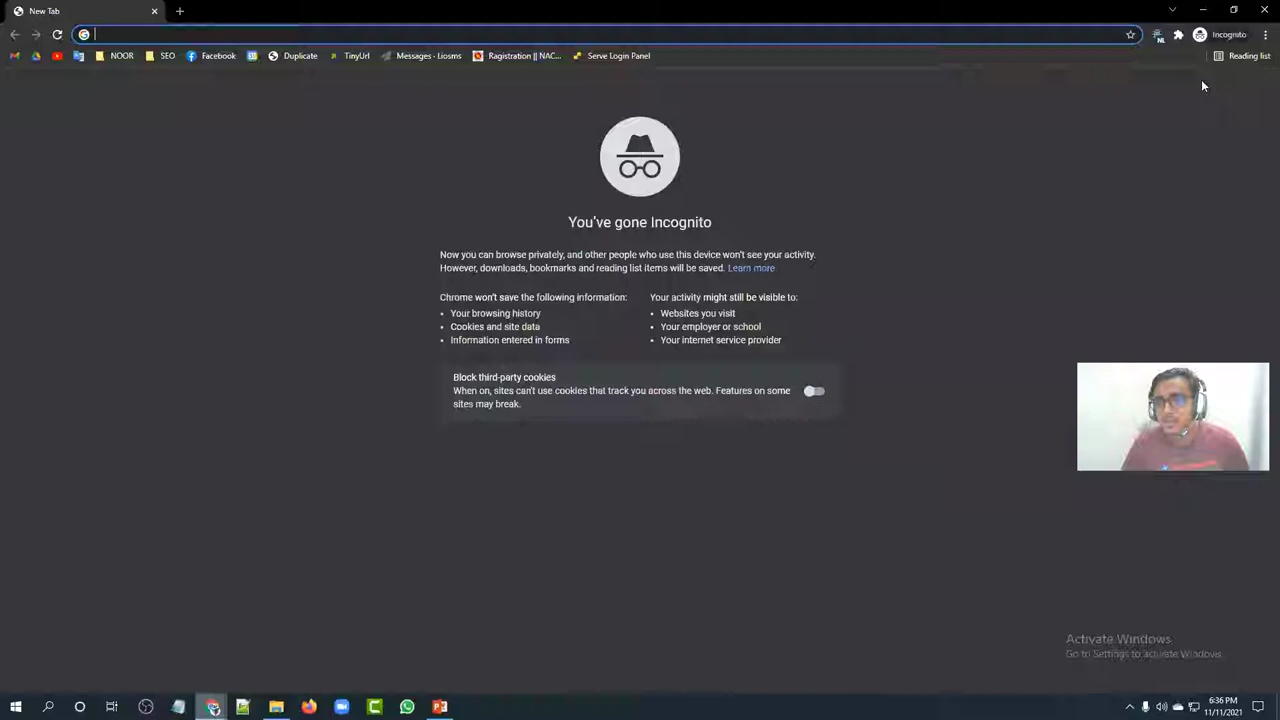 New Tab
Incognito
NOOR
SEO
Facebook
Duplicate
TinyUrl
Messages - Liosms
Ragistration || NAC...
Serve Login Panel
Reading list
You've gone Incognito
Now you can browse privately, and other people who use this device won't see your activity.
However, downloads, bookmarks and reading list items will be saved. Learn more
Chrome won't save the following information:
Your browsing history
Cookies and site data
Information entered in forms
Your activity might still be visible to:
Websites you visit
Your employer or school
Your internet service provider
Block third-party cookies
When on, sites can't use cookies that track you across the web. Features on some
sites may break.
Activate Windows
Go to Settings to activate Windows.
6:36 PM
11/11/2021